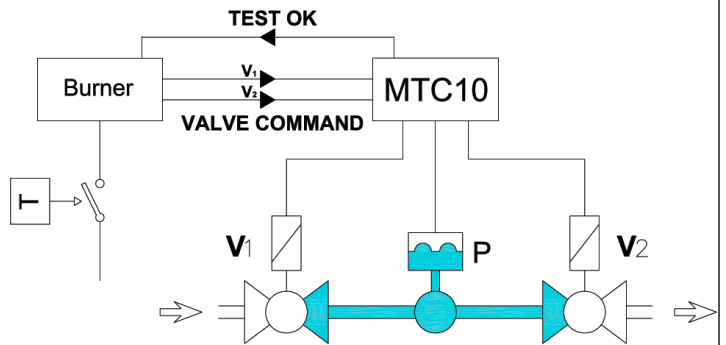 TEST OK
Burner
V1
V2
MTC10
VALVE COMMAND
T
V1
P
V2